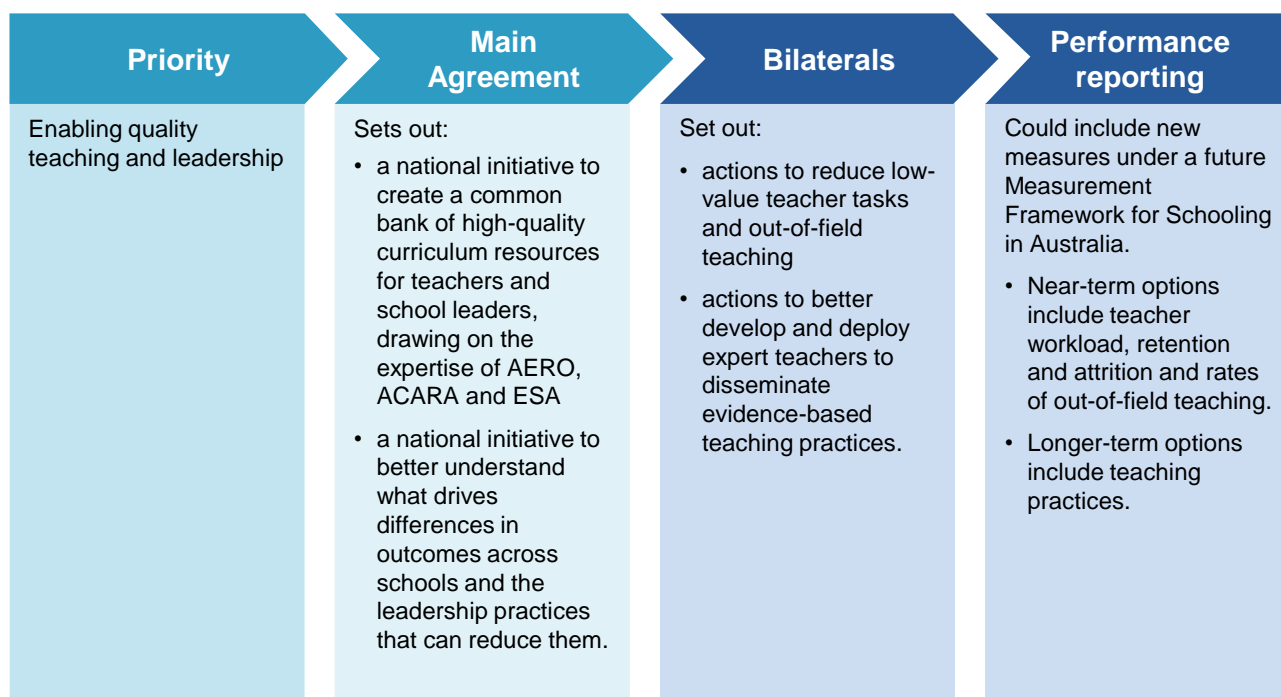 Priority
Main
Agreement
Bilaterals
Performance
reporting
Enabling quality
teaching and leadership
Sets out:
• a national initiative to
create a common
bank of high-quality
curriculum resources
for teachers and
school leaders,
drawing on the
expertise of AERO,
ACARA and ESA
• a national initiative to
better understand
what drives
differences in
outcomes across
schools and the
leadership practices
that can reduce them.
Set out:
• actions to reduce low-
value teacher tasks
and out-of-field
teaching
• actions to better
develop and deploy
expert teachers to
disseminate
evidence-based
teaching practices.
Could include new
measures under a future
Measurement
Framework for Schooling
in Australia.
• Near-term options
include teacher
workload, retention
and attrition and rates
of out-of-field teaching.
• Longer-term options
include teaching
practices.